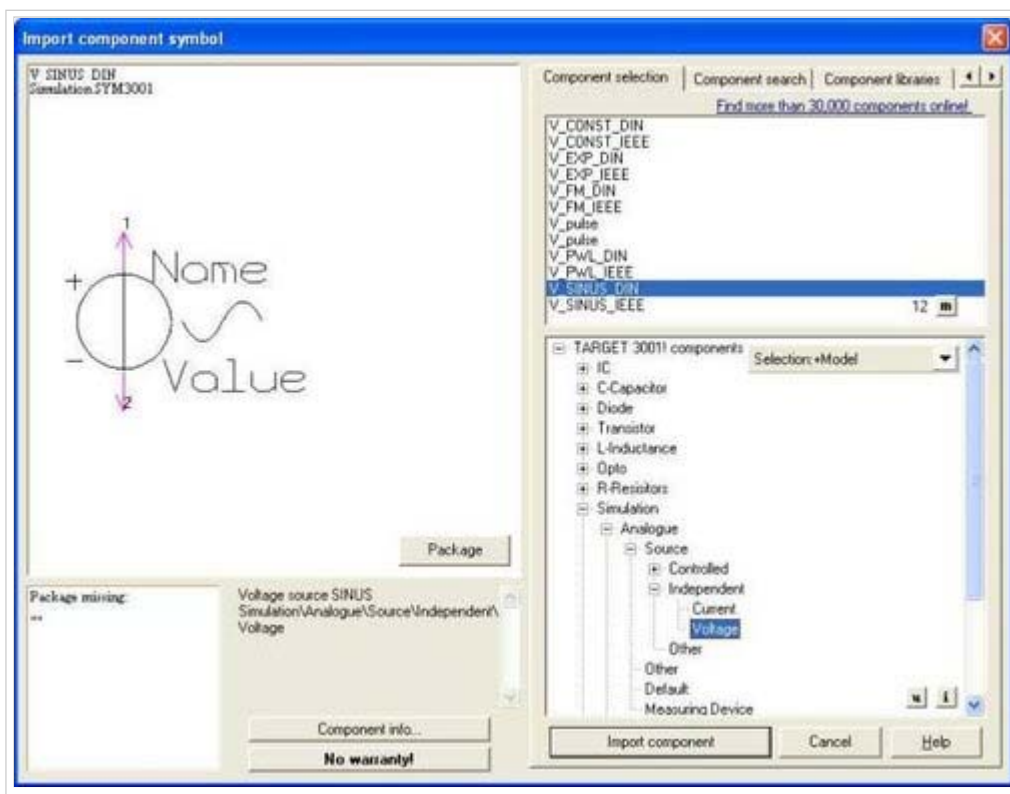 Import component symbol
V SINUS DIN
Simulation.SYM3001
1
+
Name
-
Value
2
Package
Package missing:
Voltage source SINUS
Simulation\Analogue\Source\Independent\
Voltage
Component info...
No warranty!
Component selection
Component search
Component libraries
Find more than 30,000 components online!
V_CONST_DIN
V_CONST_IEEE
V_EXP_DIN
V_EXP_IEEE
V_FM_DIN
V_FM_IEEE
V_pulse
V_pulse
V_PWL_DIN
V_PWL_IEEE
V_SINUS_DIN
V_SINUS_IEEE
12 m
TARGET 3001! components
Selection:+Model
IC
C-Capacitor
Diode
Transistor
L-Inductance
Opto
R-Resistors
Simulation
Analogue
Source
Controlled
Independent
Current
Voltage
Other
Other
Default
Measuring Device
Import component
Cancel
Help